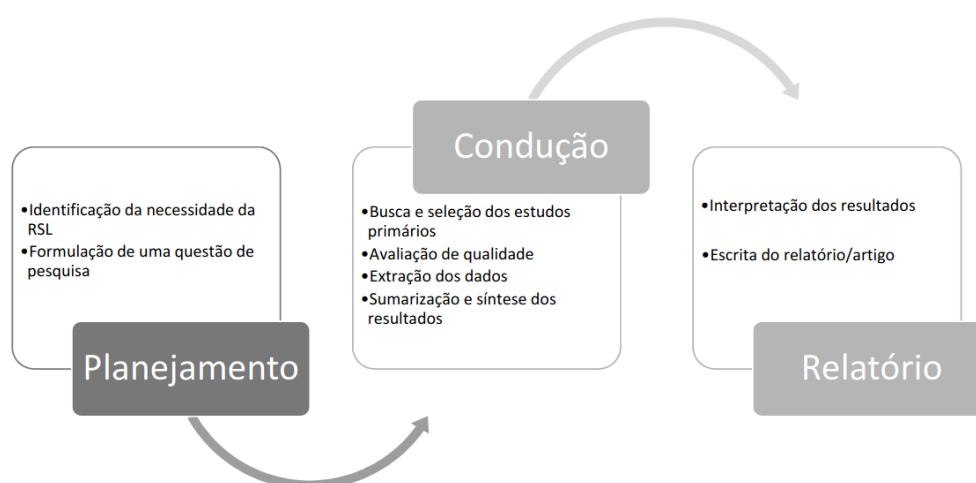 Planejamento
•Identificação da necessidade da
RSL
•Formulação de uma questão de
pesquisa
Condução
•Busca e seleção dos estudos
primários
•Avaliação de qualidade
•Extração dos dados
•Sumarização e síntese dos
resultados
Relatório
•Interpretação dos resultados
•Escrita do relatório/artigo